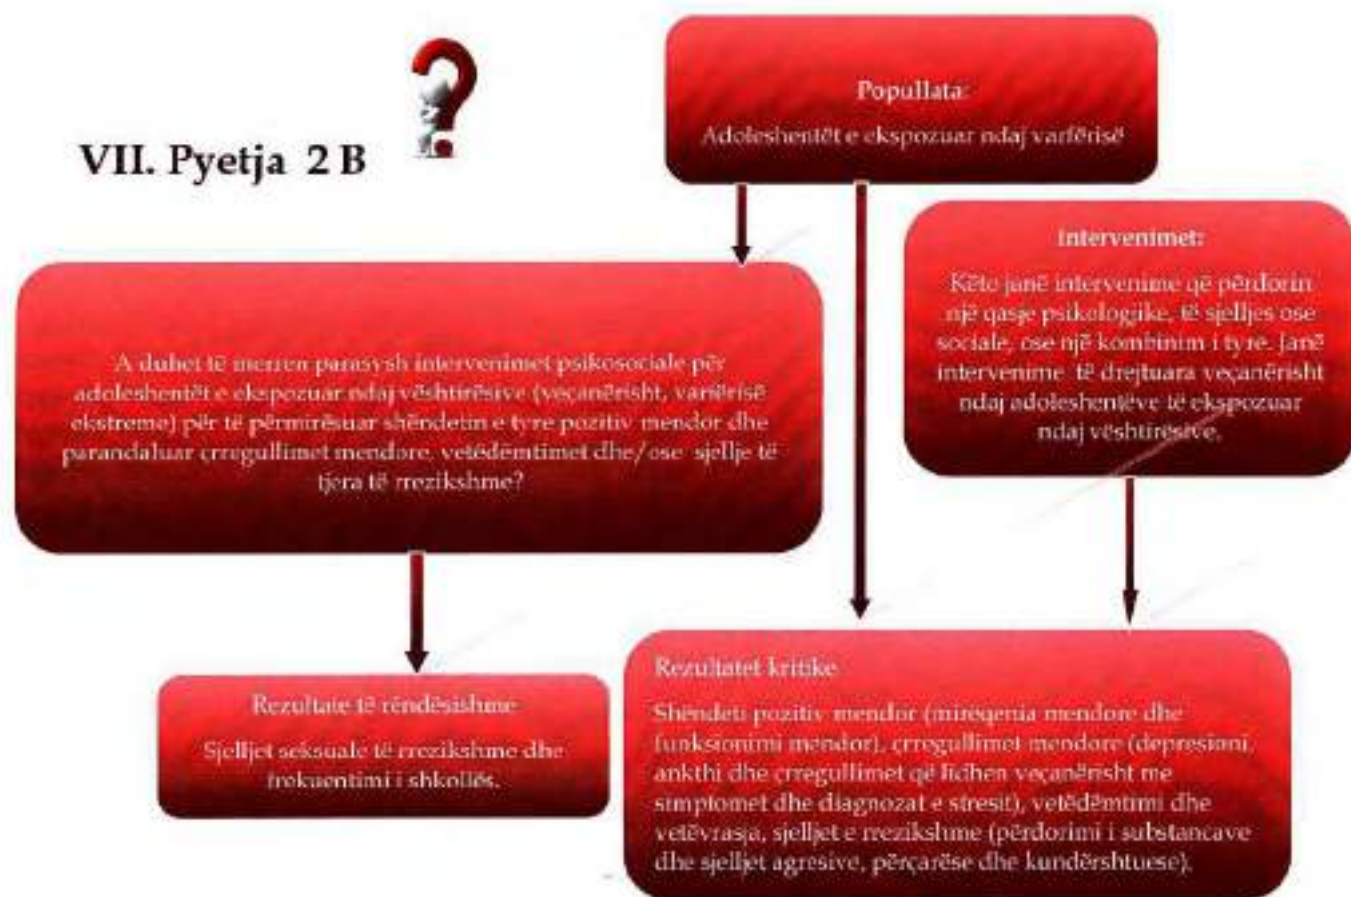 VII. Pyetja 2 B
Popullata:
Adoleshentët e ekspozuar ndaj varfërisë
Intervenimet:
Këto janë intervenime që përdorin
një qasje psikologjike, të sjelljes ose
sociale, ose një kombinim i tyre. Janë
intervenime të drejtuara veçanërisht
ndaj adoleshentëve të ekspozuar
ndaj vështirësive.
A duhet të merren parasysh intervenimet psikosociale për
adoleshentët e ekspozuar ndaj vështirësive (veçanërisht, varfërisë
ekstreme) për të përmirësuar shëndetin e tyre pozitiv mendor dhe
parandaluar çrregullimet mendore, vetëdëmtimet dhe/ose sjellje të
tjera të rrezikshme?
Rezultate të rëndësishme
Sjelljet seksuale të rrezikshme dhe
frekuentimi i shkollës.
Rezultatet kritike
Shëndeti pozitiv mendor (mirëqenia mendore dhe
funksionimi mendor), çrregullimet mendore (depresioni,
ankthi dhe çrregullimet që lidhen veçanërisht me
simptomet dhe diagnozat e stresit), vetëdëmtimi dhe
vetëvrasja, sjelljet e rrezikshme (përdorimi i substancave
dhe sjelljet agresive, përçarëse dhe kundërshtuese).